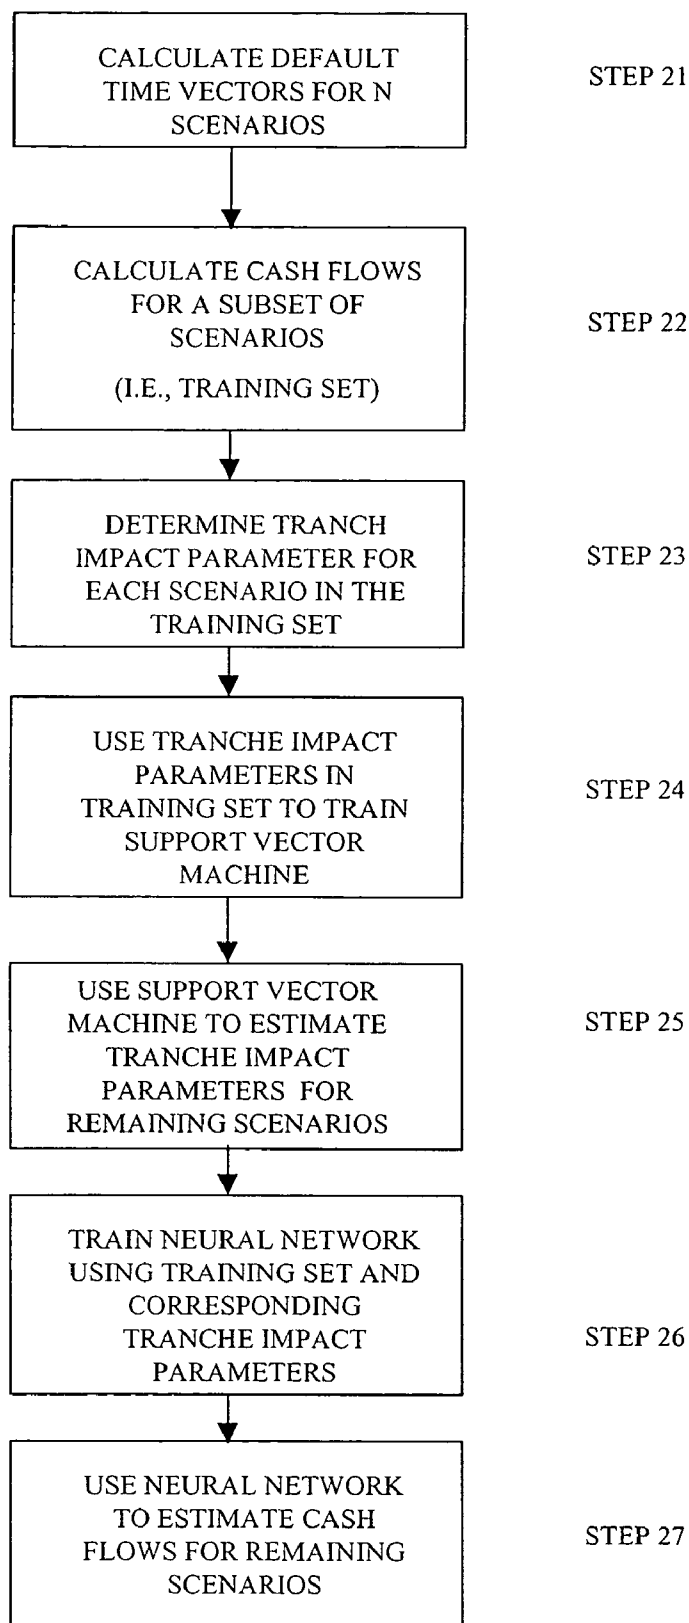 CALCULATE DEFAULT
TIME VECTORS FOR N
SCENARIOS
STEP 21
CALCULATE CASH FLOWS
FOR A SUBSET OF
SCENARIOS
(I.E., TRAINING SET)
STEP 22
DETERMINE TRANCH
IMPACT PARAMETER FOR
EACH SCENARIO IN THE
TRAINING SET
STEP 23
USE TRANCHE IMPACT
PARAMETERS IN
TRAINING SET TO TRAIN
SUPPORT VECTOR
MACHINE
STEP 24
USE SUPPORT VECTOR
MACHINE TO ESTIMATE
TRANCHE IMPACT
PARAMETERS FOR
REMAINING SCENARIOS
STEP 25
TRAIN NEURAL NETWORK
USING TRAINING SET AND
CORRESPONDING
TRANCHE IMPACT
PARAMETERS
STEP 26
USE NEURAL NETWORK
TO ESTIMATE CASH
FLOWS FOR REMAINING
SCENARIOS
STEP 27